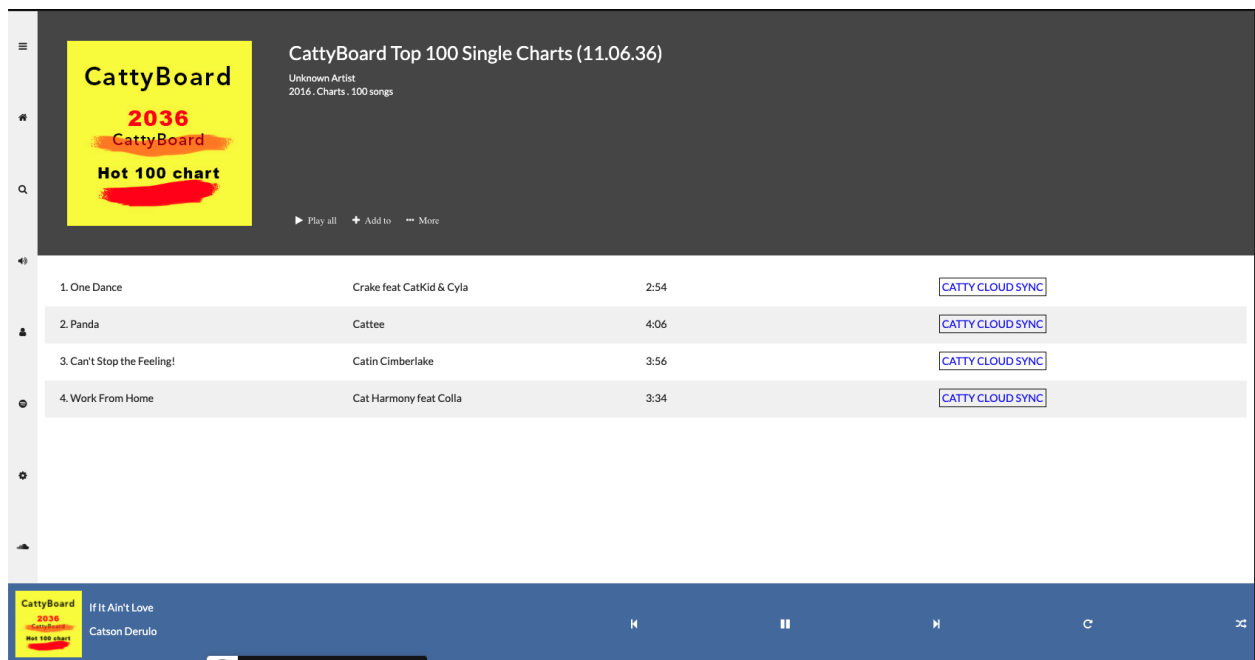 CattyBoard
2036
CattyBoard
Hot 100 chart
CattyBoard Top 100 Single Charts (11.06.36)
Unknown Artist
2016 . Charts . 100 songs
Play all Add to More
1. One Dance Crake feat CatKid & Cyla 2:54 CATTY CLOUD SYNC
2. Panda Cattee 4:06 CATTY CLOUD SYNC
3. Can't Stop the Feeling! Catin Cimberlake 3:56 CATTY CLOUD SYNC
4. Work From Home Cat Harmony feat Colla 3:34 CATTY CLOUD SYNC
CattyBoard
2036
CattyBoard
Hot 100 chart
If It Ain't Love
Catson Derulo